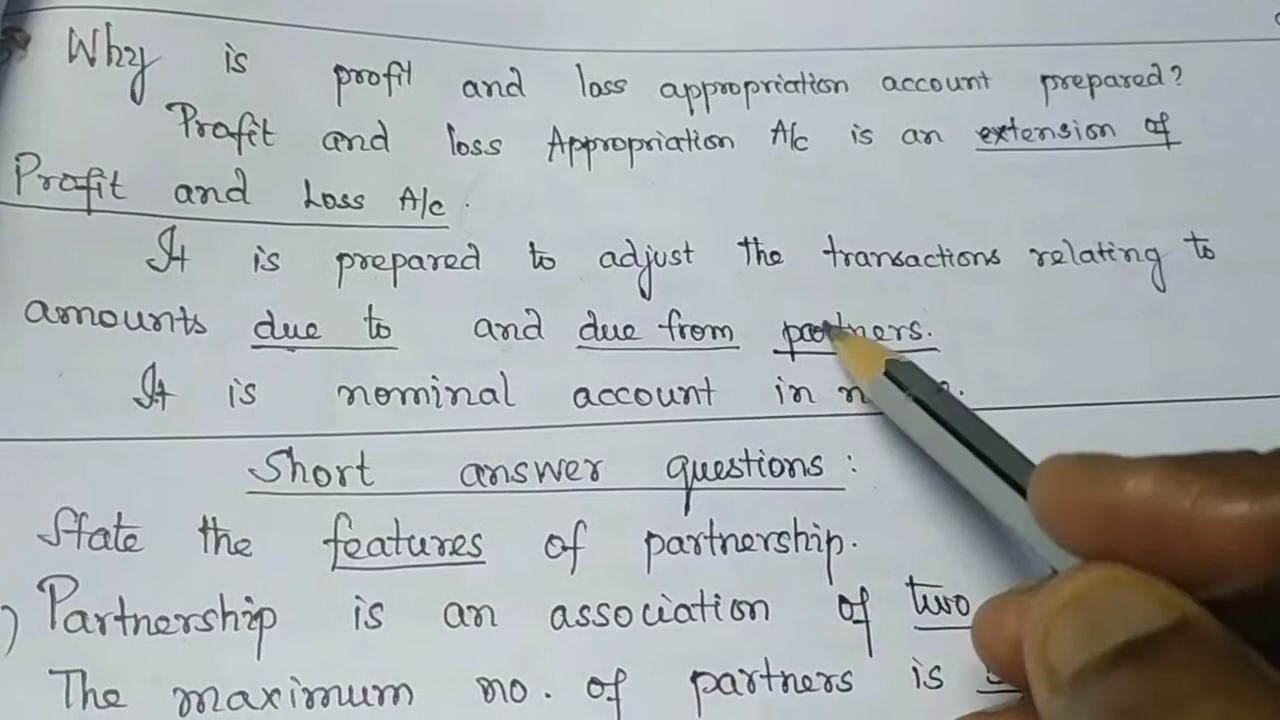 Why is profit and loss appropriation account prepared?
Profit and loss Appropriation A/c is an extension of
Profit and Loss A/c.
It is prepared to adjust the transactions relating to
amounts due to and due from partners.
It is nominal account in
Short answer questions:
State the features of partnership.
) Partnership is an association of two
The maximum no. of partners is